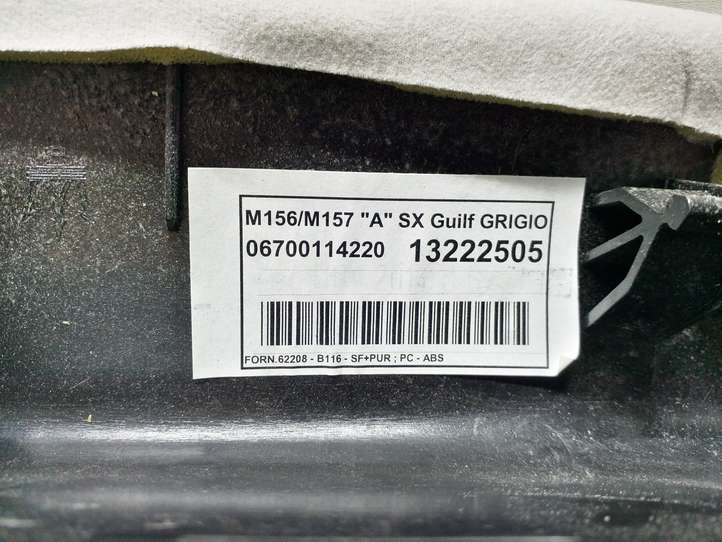 M156/M157 "A" SX Guilf GRIGIO
06700114220 13222505
FORN.62208 - B116 - SF+PUR ; PC - ABS